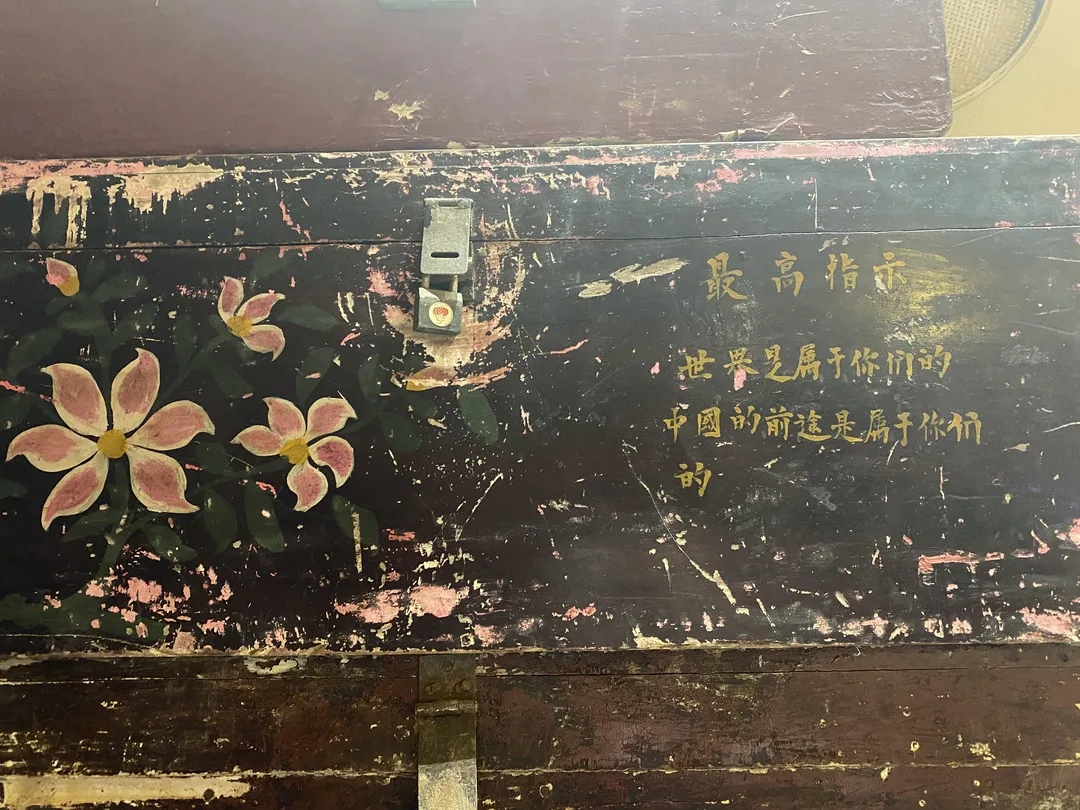 最高指示
世界是属于你们的
中國的前途是属于你们
的